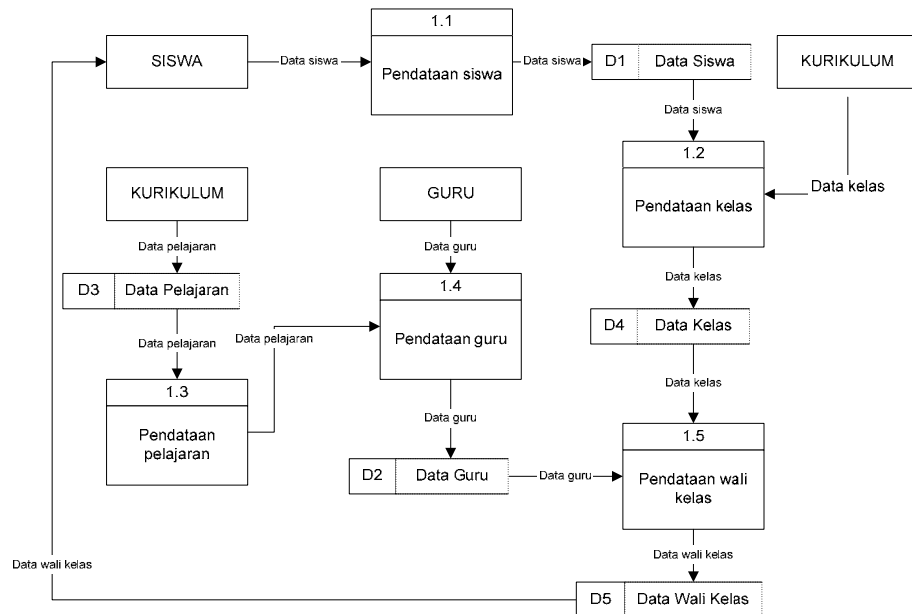 1.1
SISWA
Data siswa
Pendataan siswa
Data siswa
D1
Data Siswa
KURIKULUM
Data siswa
1.2
Pendataan kelas
Data kelas
KURIKULUM
GURU
Data pelajaran
Data guru
Data kelas
D3
Data Pelajaran
1.4
Pendataan guru
D4
Data Kelas
Data pelajaran
Data pelajaran
1.3
Pendataan
pelajaran
Data guru
Data kelas
1.5
Pendataan wali
kelas
D2
Data Guru
Data guru
Data wali kelas
Data wali kelas
D5
Data Wali Kelas